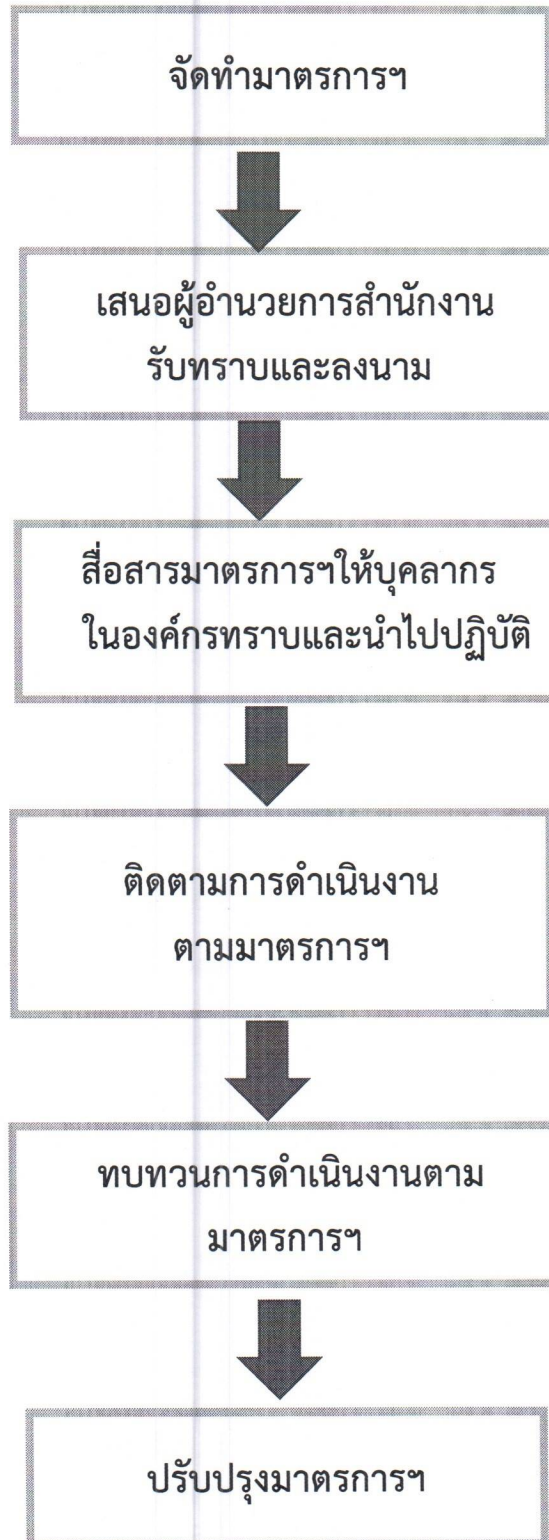 จัดทำมาตรการฯ
เสนอผู้อำนวยการสำนักงาน
รับทราบและลงนาม
สื่อสารมาตรการฯให้บุคลากร
ในองค์กรทราบและนำไปปฏิบัติ
ติดตามการดำเนินงาน
ตามมาตรการฯ
ทบทวนการดำเนินงานตาม
มาตรการฯ
ปรับปรุงมาตรการฯ